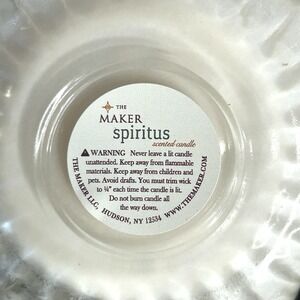 THE
MAKER
spiritus
scented candle
⚠WARNING Never leave a lit candle
unattended. Keep away from flammable
materials. Keep away from children and
pets. Avoid drafts. You must trim wick
to ¼" each time the candle is lit.
Do not burn candle all
the way down.
THE MAKER LLC, HUDSON, NY 12534 WWW.THEMAKER.COM